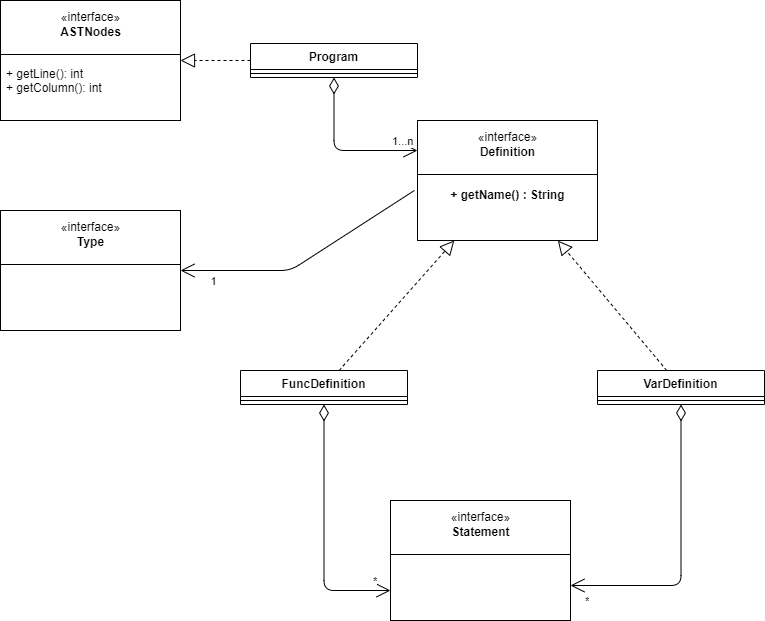 «interface»
ASTNodes
+ getLine(): int
+ getColumn(): int
Program
1...n
«interface»
Definition
+ getName() : String
«interface»
Type
1
FuncDefinition
VarDefinition
«interface»
Statement
*
*